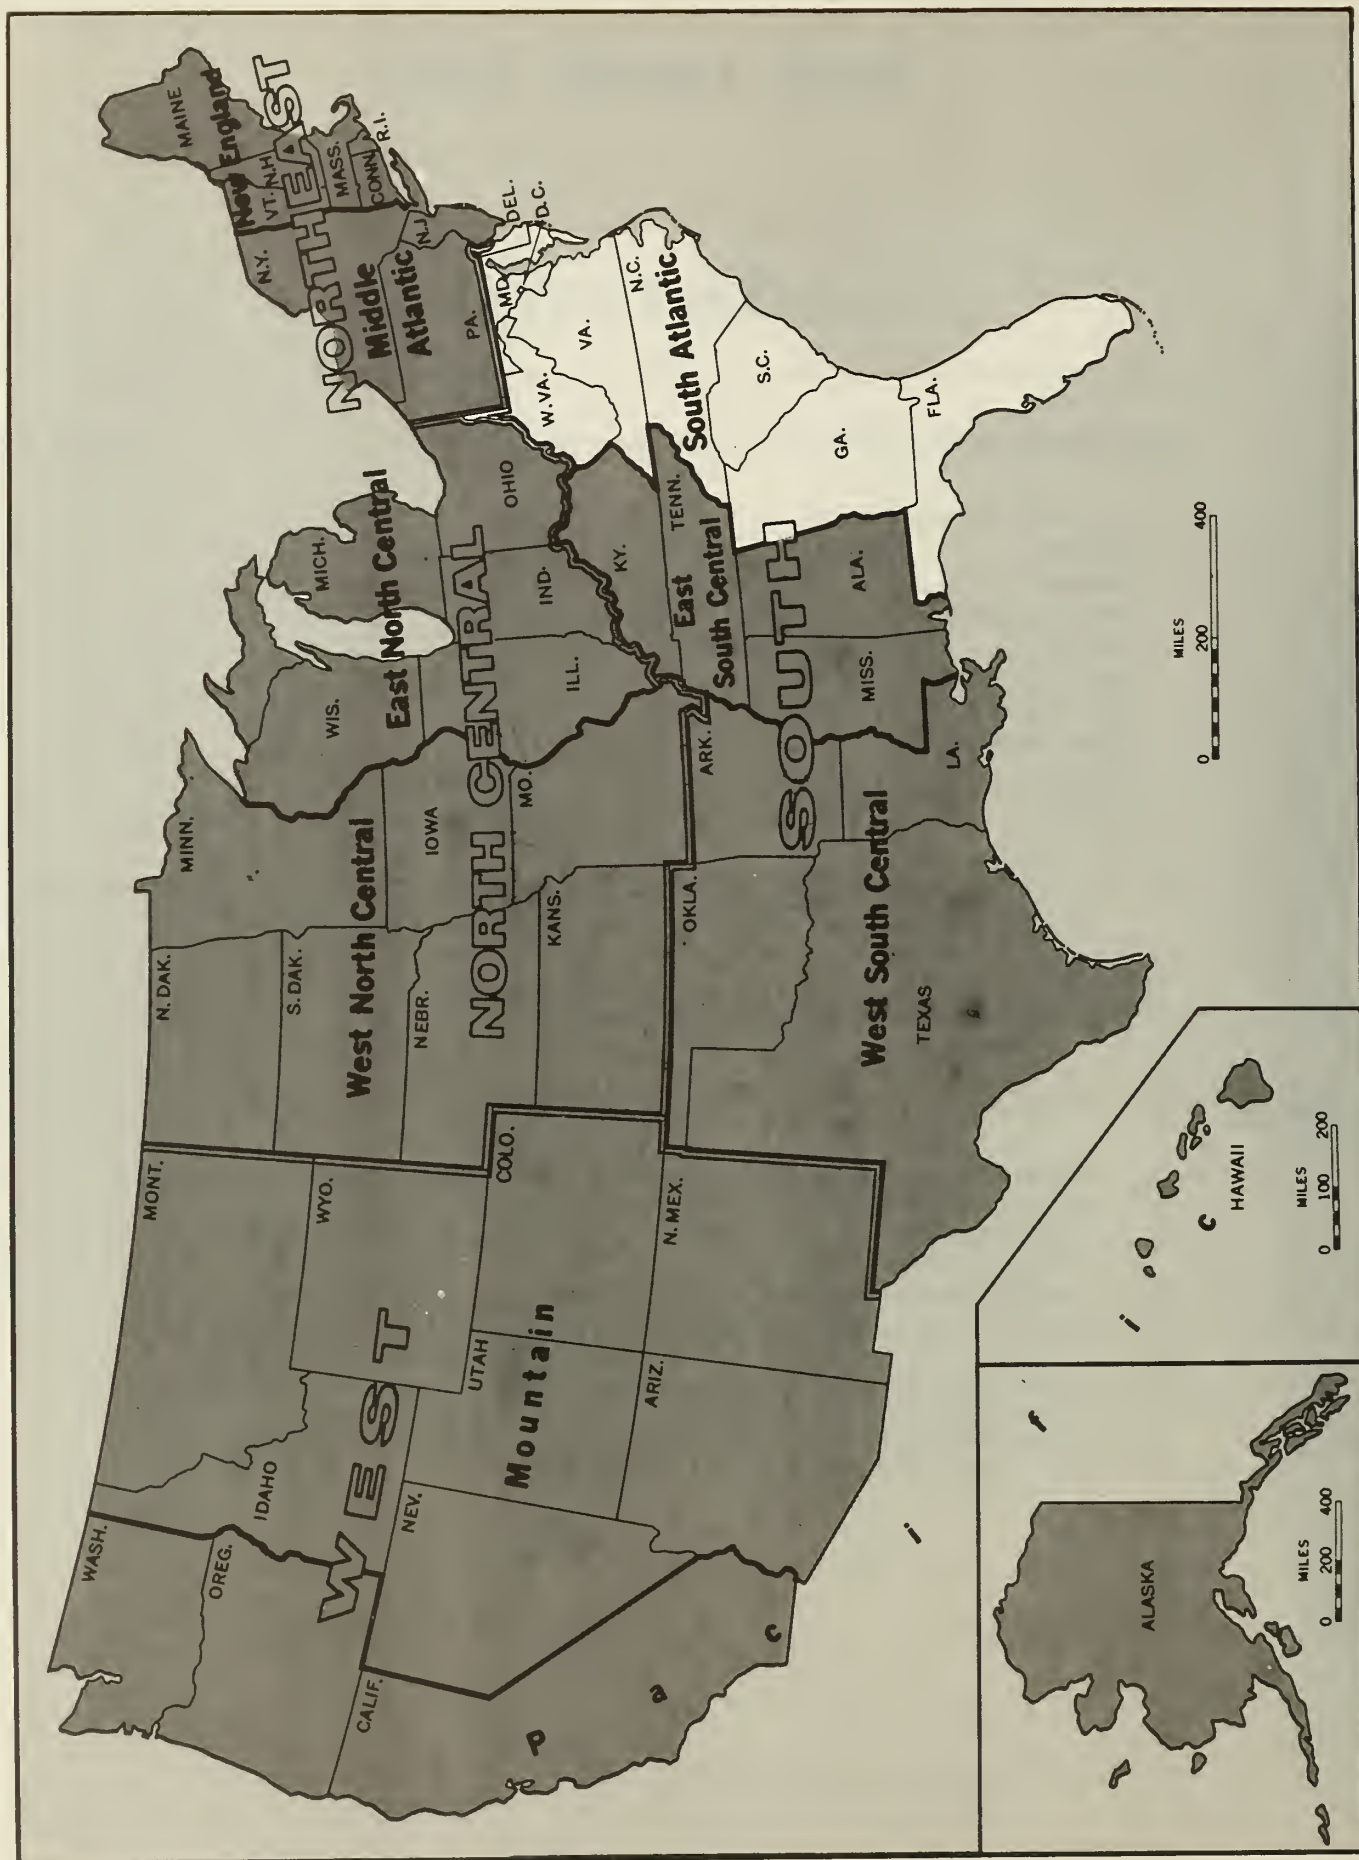 WEST
Pacific
Mountain
WASH.
OREG.
CALIF.
NEV.
IDAHO
MONT.
WYO.
UTAH
COLO.
ARIZ.
N. MEX.
NORTH CENTRAL
West North Central
N. DAK.
S. DAK.
NEBR.
KANS.
MINN.
IOWA
MO.
East North Central
WIS.
MICH.
ILL.
IND.
OHIO
NORTHEAST
New England
MAINE
VT.
N.H
MASS.
CONN.
R.I.
Middle
Atlantic
N.Y.
N.J
PA.
SOUTH
West South Central
OKLA.
ARK.
TEXAS
LA.
East
South Central
KY.
TENN.
MISS.
ALA.
South Atlantic
DEL.
D.C.
MD.
W. VA.
VA.
N.C.
S.C.
GA.
FLA.
MILES
0 200 400
ALASKA
MILES
0 200 400
HAWAII
MILES
0 100 200